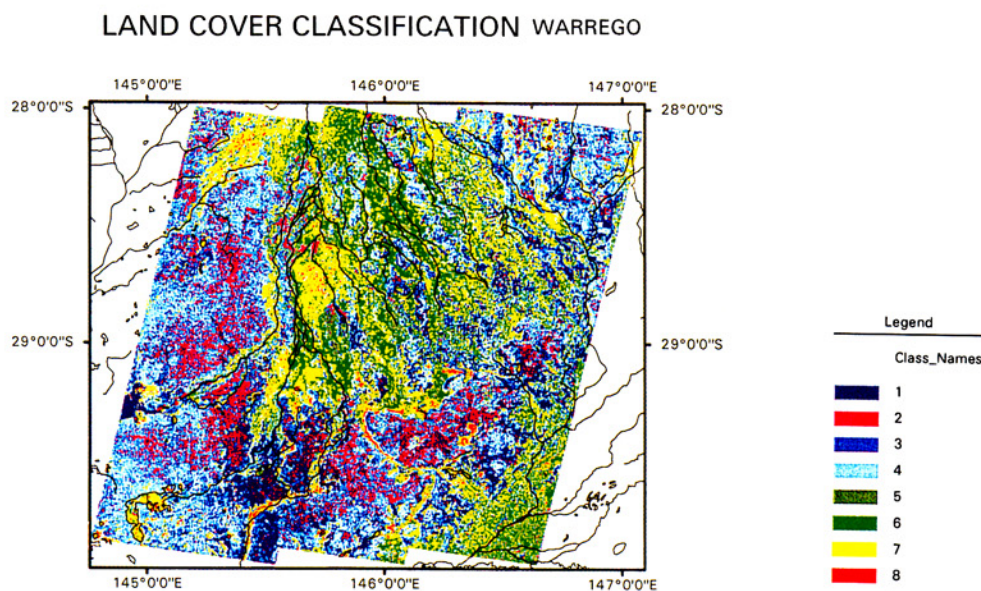 LAND COVER CLASSIFICATION WARREGO
145°0'0"E 146°0'0"E 147°0'0"E
28°0'0"S 28°0'0"S
29°0'0"S 29°0'0"S
145°0'0"E 146°0'0"E 147°0'0"E
Legend
Class_Names
1
2
3
4
5
6
7
8